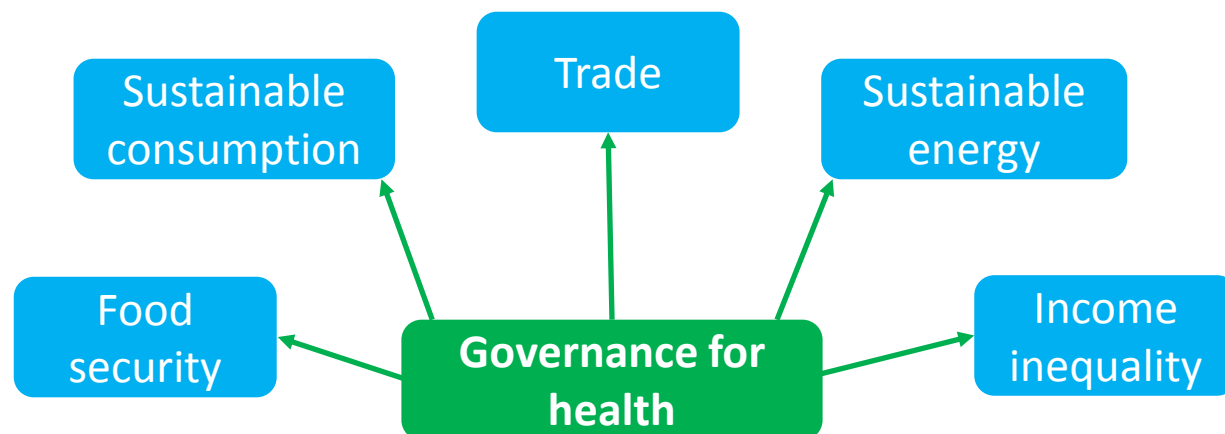 Trade
Sustainable
consumption
Sustainable
energy
Food
security
Governance for
health
Income
inequality